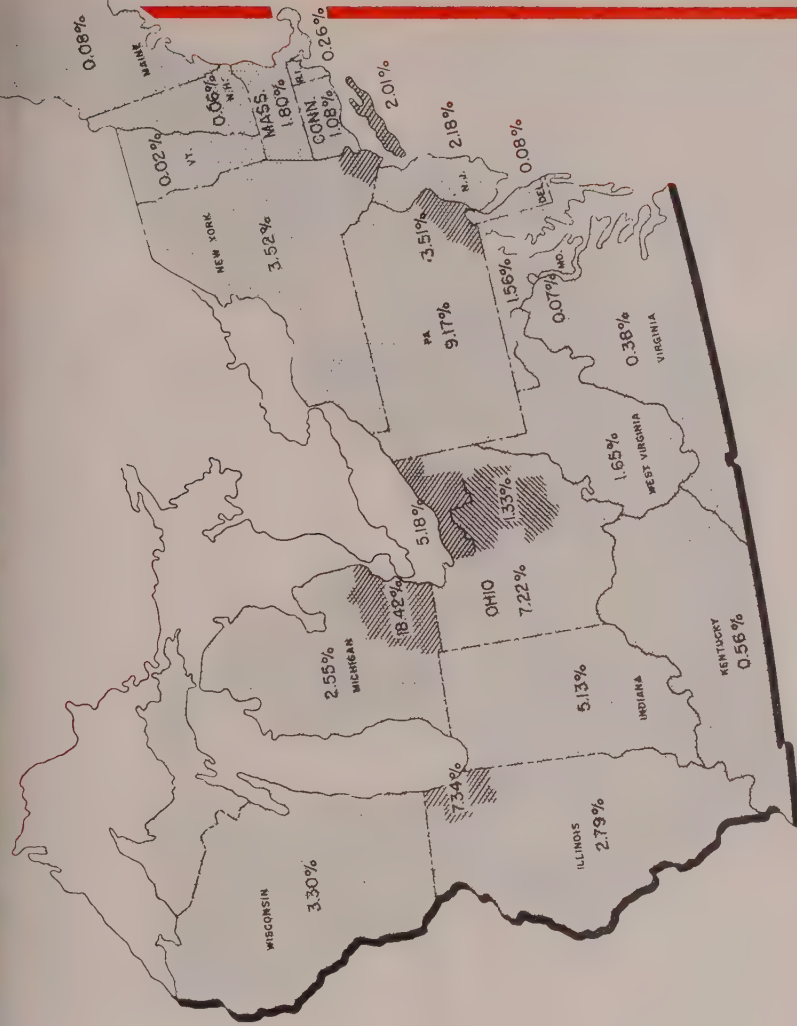 0.08%
MAINE
0.06%
N.H.
0.02%
VT.
MASS.
1.80%
CONN.
1.08%
R.I.
0.26%
2.01%
NEW YORK
3.52%
N.J.
2.18%
0.08%
DEL.
3.51%
PA
9.17%
1.56%
MD.
0.07%
0.38%
VIRGINIA
1.65%
WEST VIRGINIA
5.18%
1.33%
OHIO
7.22%
18.42%
2.55%
MICHIGAN
5.13%
INDIANA
KENTUCKY
0.56%
7.34%
ILLINOIS
2.79%
WISCONSIN
3.30%